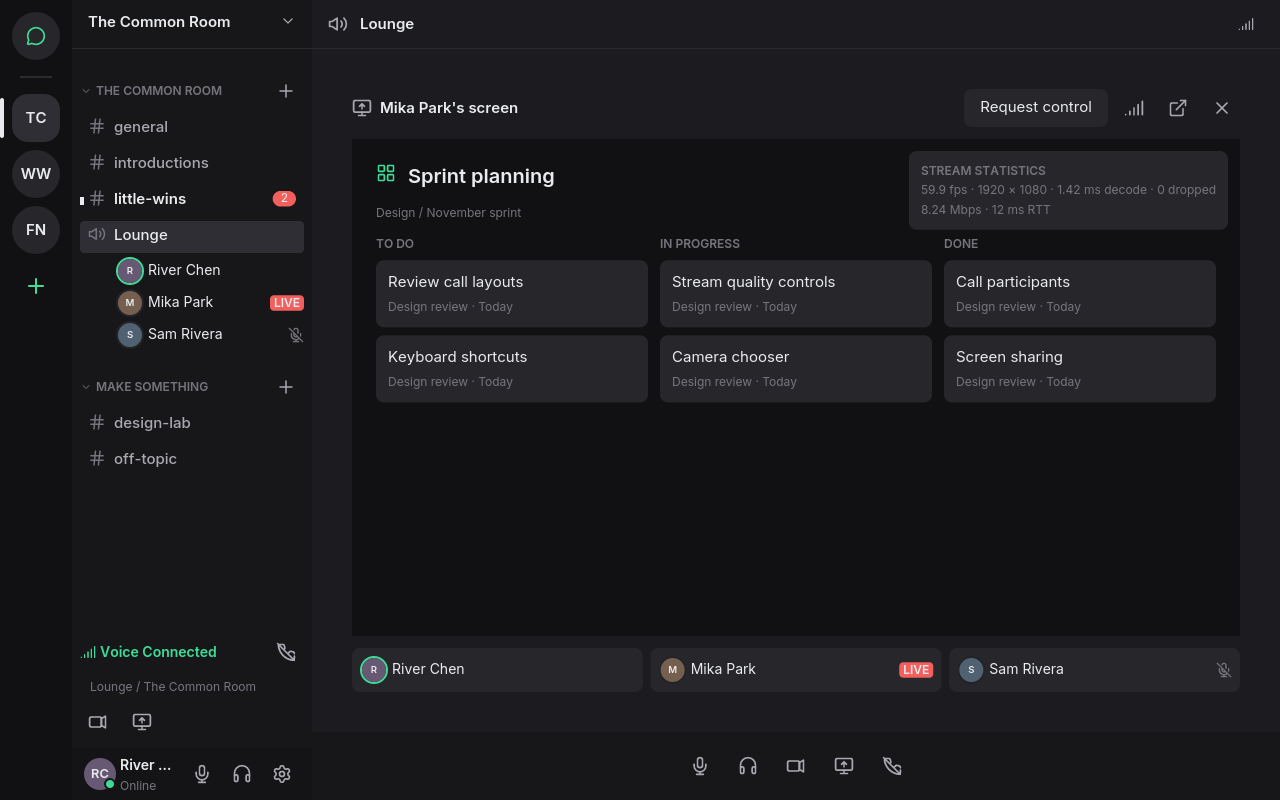 The Common Room
Lounge
TC
WW
FN
THE COMMON ROOM
general
introductions
little-wins 2
Lounge
R River Chen
M Mika Park LIVE
S Sam Rivera
MAKE SOMETHING
design-lab
off-topic
Voice Connected
Lounge / The Common Room
RC River ...
Online
Mika Park's screen
Request control
Sprint planning
Design / November sprint
STREAM STATISTICS
59.9 fps · 1920 × 1080 · 1.42 ms decode · 0 dropped
8.24 Mbps · 12 ms RTT
TO DO
Review call layouts
Design review · Today
Keyboard shortcuts
Design review · Today
IN PROGRESS
Stream quality controls
Design review · Today
Camera chooser
Design review · Today
DONE
Call participants
Design review · Today
Screen sharing
Design review · Today
R River Chen
M Mika Park LIVE
S Sam Rivera